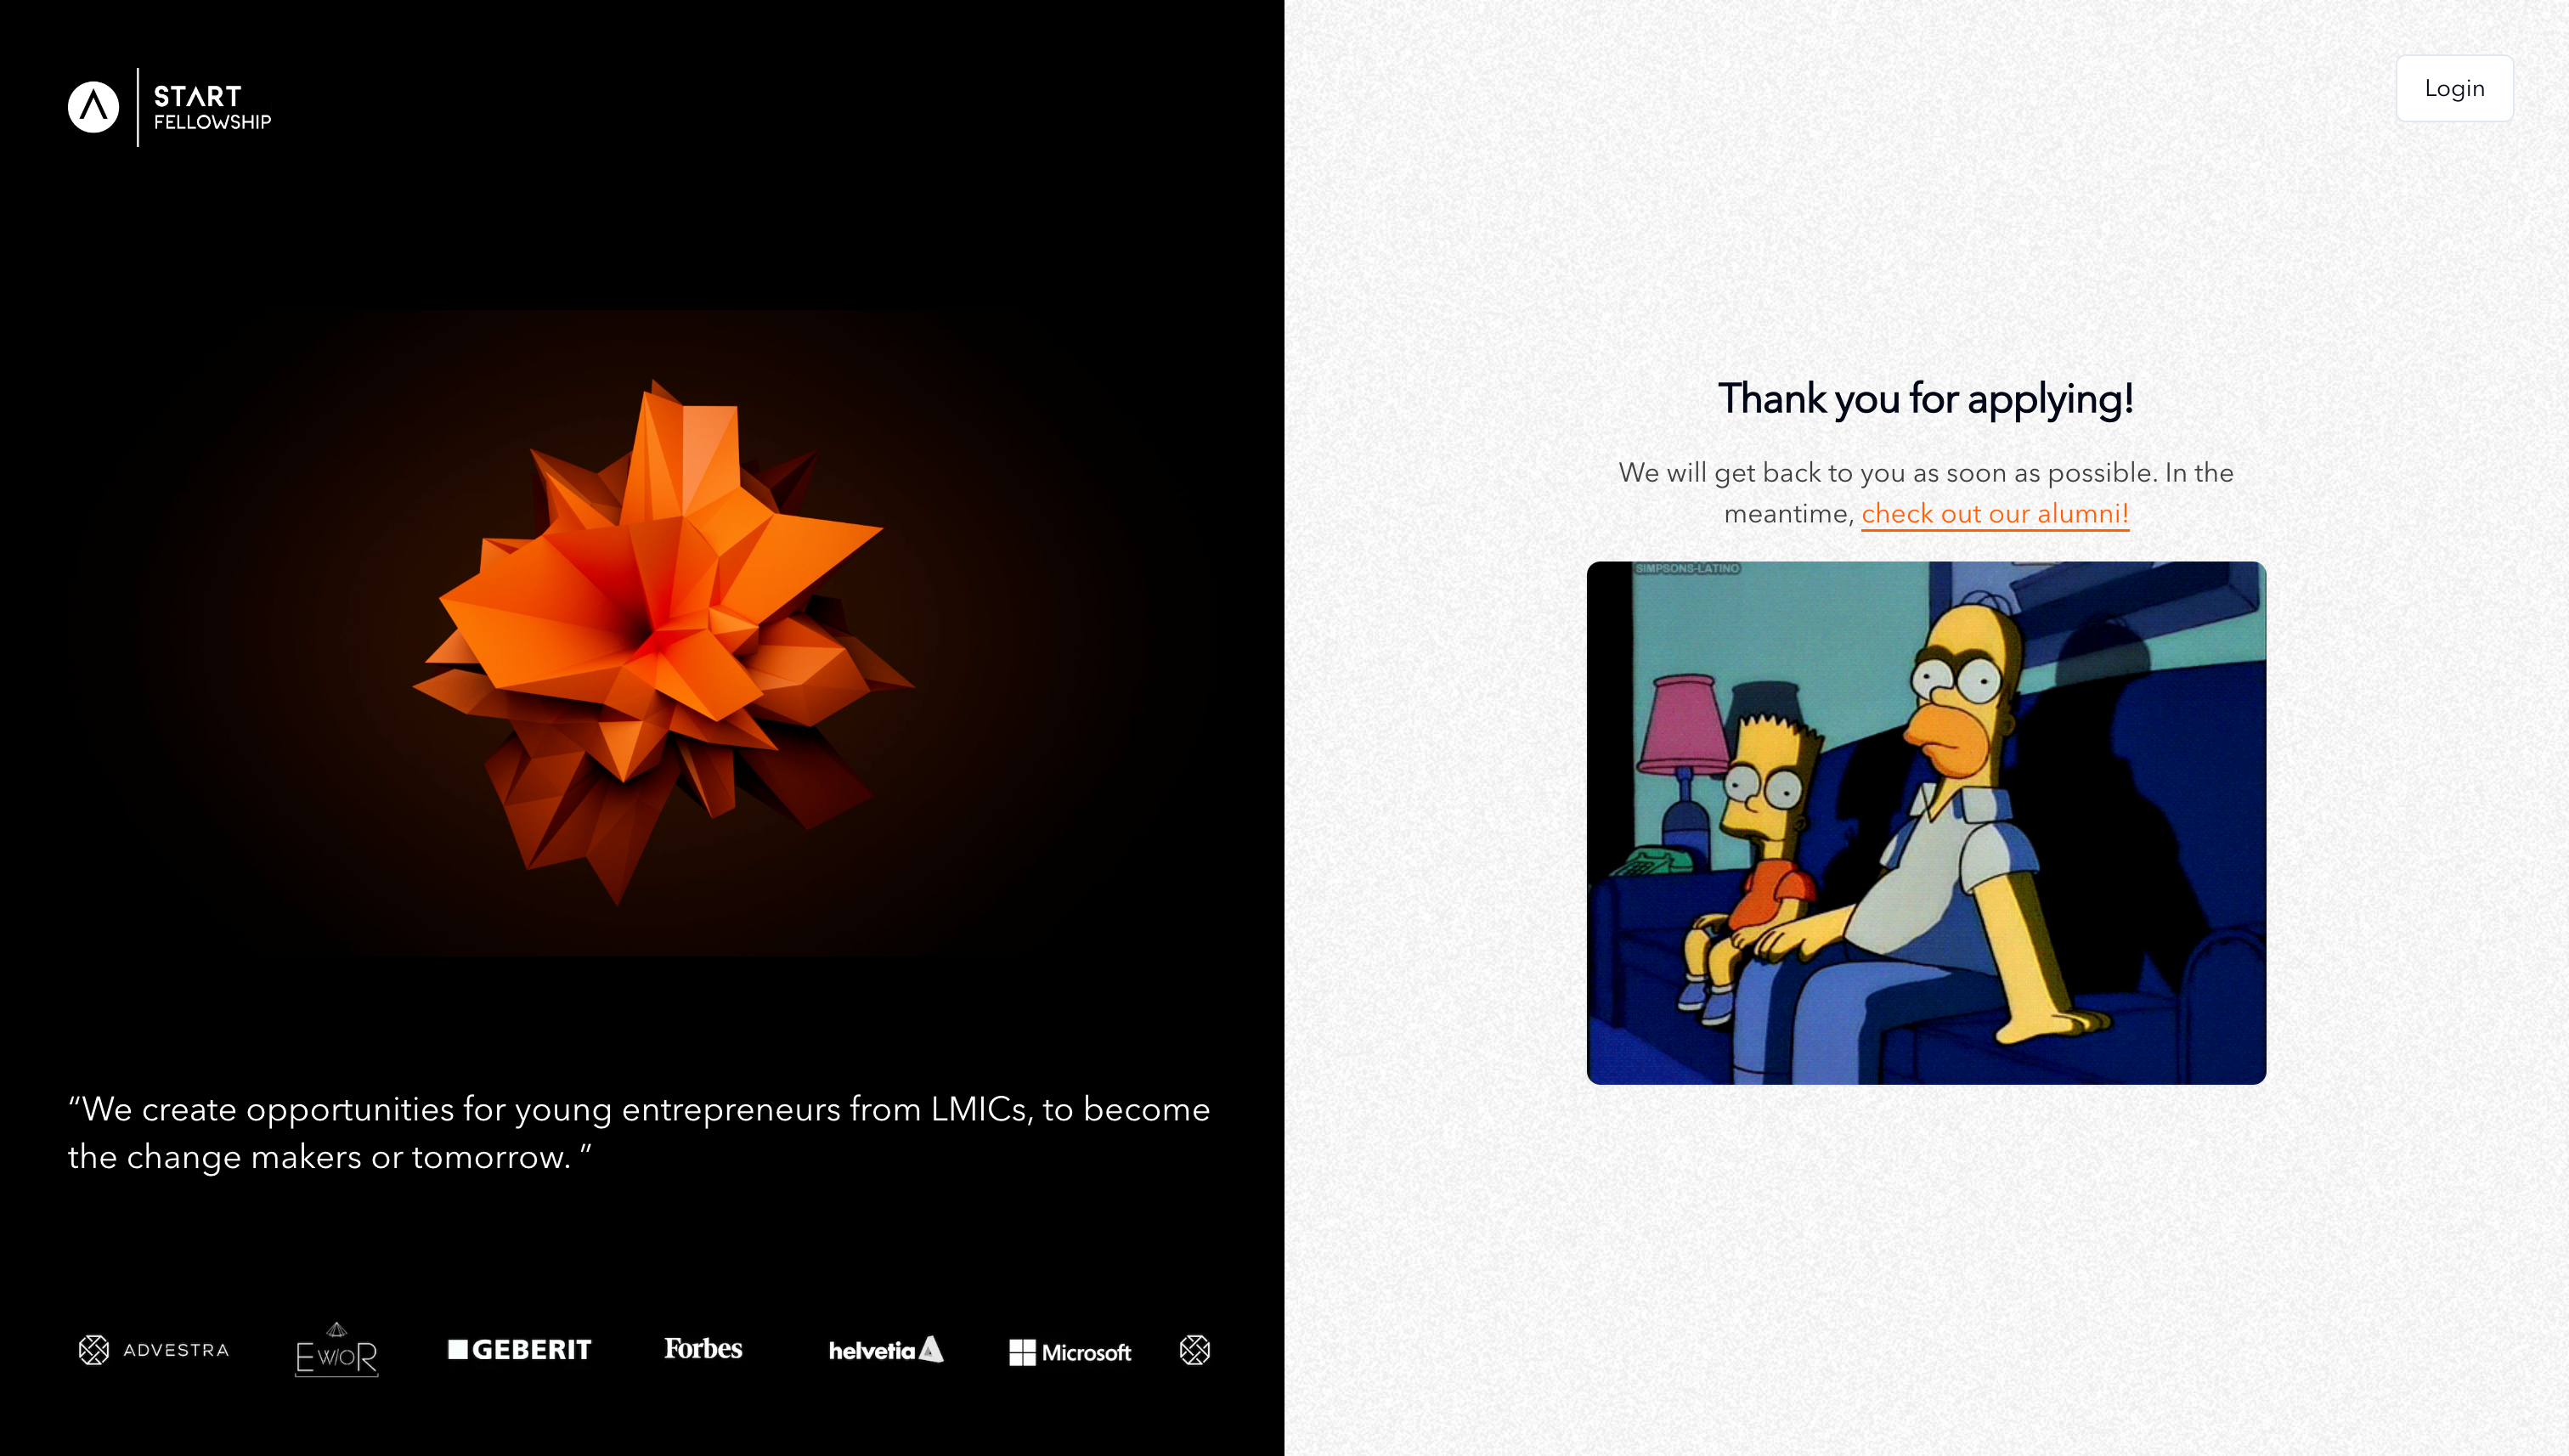 START
FELLOWSHIP
Login
Thank you for applying!
We will get back to you as soon as possible. In the
meantime, check out our alumni!
SIMPSONS-LATINO
“We create opportunities for young entrepreneurs from LMICs, to become
the change makers or tomorrow. ”
ADVESTRA
EWOR
GEBERIT
Forbes
helvetia
Microsoft